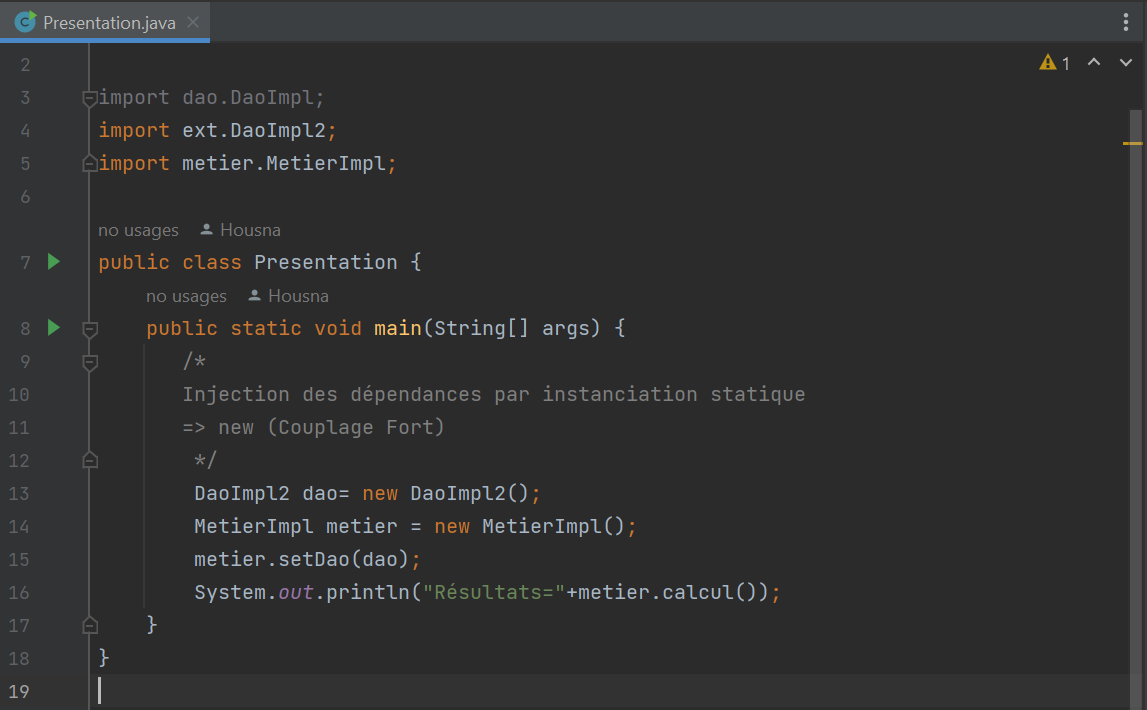 Presentation.java
1
2
3 import dao.DaoImpl;
4 import ext.DaoImpl2;
5 import metier.MetierImpl;
6
no usages Housna
7 public class Presentation {
no usages Housna
8 public static void main(String[] args) {
9 /*
10 Injection des dépendances par instanciation statique
11 => new (Couplage Fort)
12 */
13 DaoImpl2 dao= new DaoImpl2();
14 MetierImpl metier = new MetierImpl();
15 metier.setDao(dao);
16 System.out.println("Résultats="+metier.calcul());
17 }
18 }
19